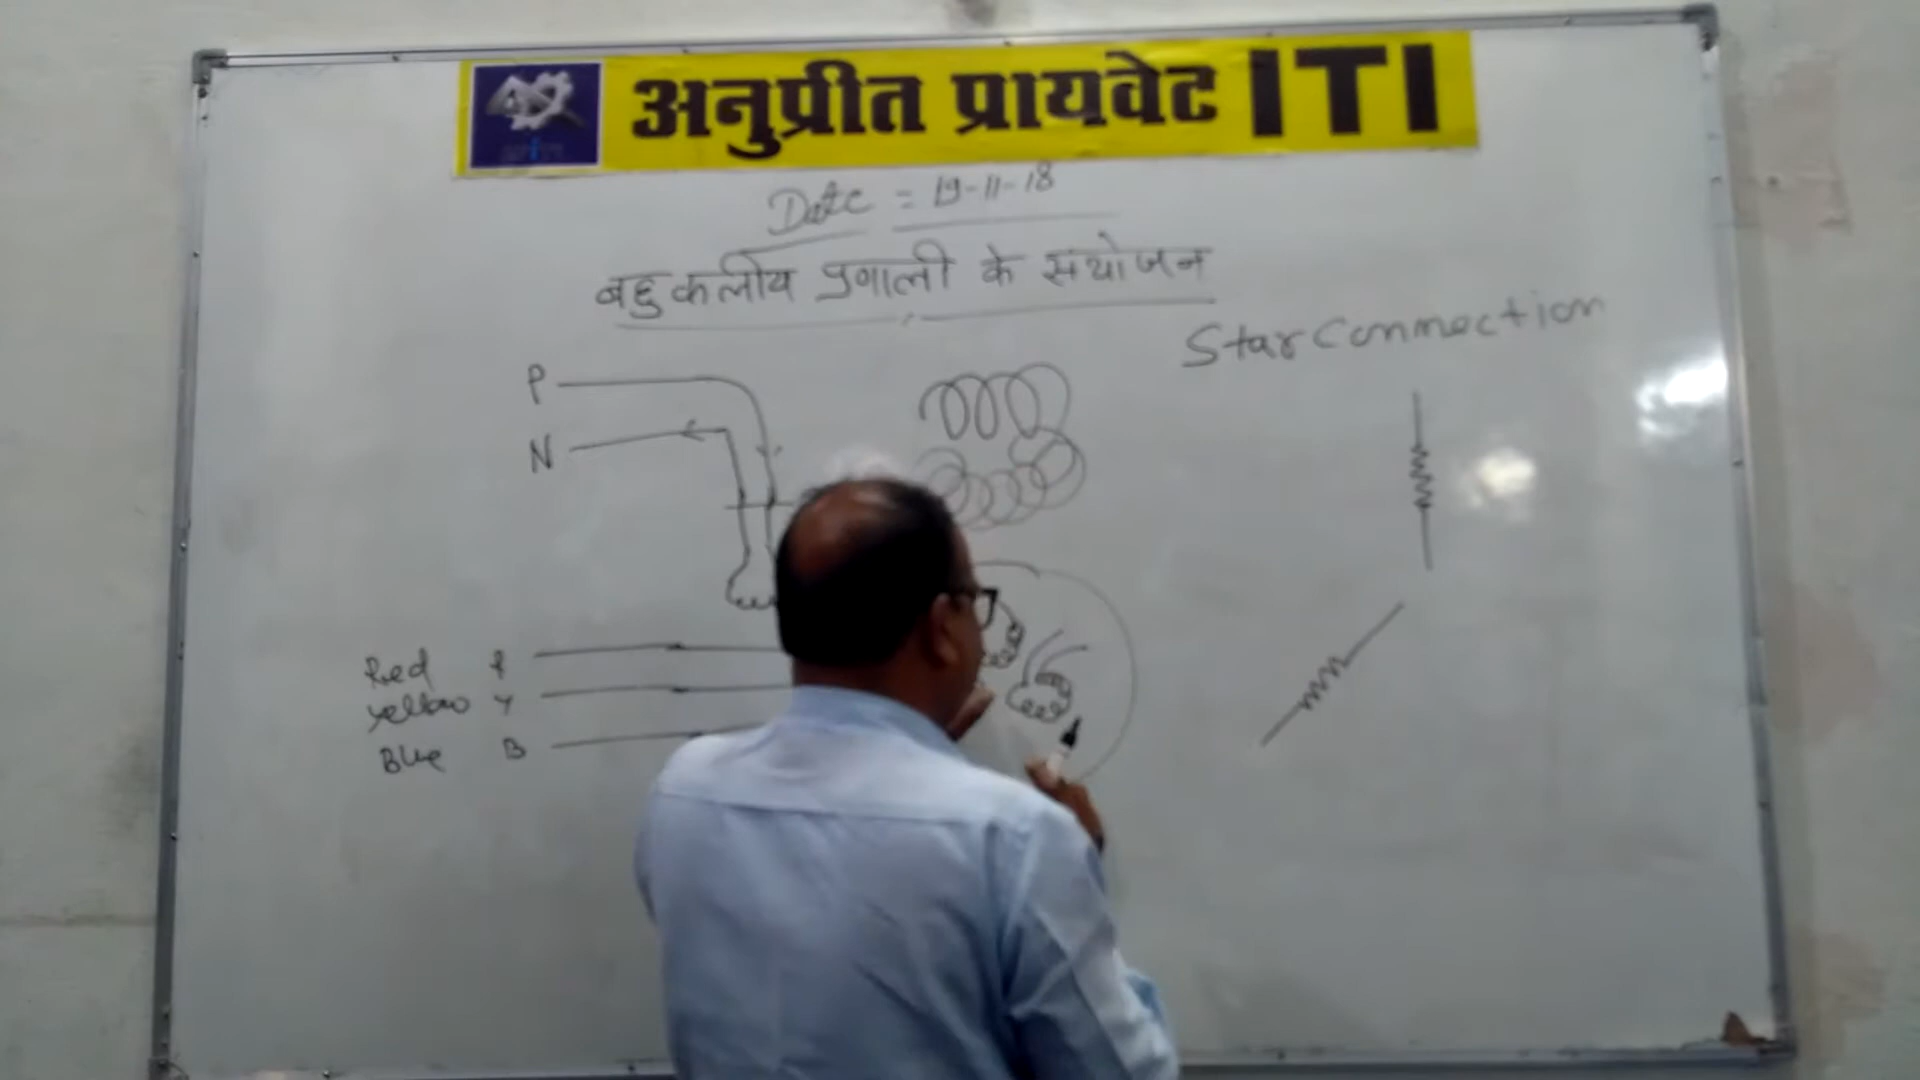 अनुप्रीत प्रायवेट ITI
Date = 19-11-18
बहुकलीय प्रणाली के संयोजन
Star Connection
P
N
Red
Yellow Y
Blue B